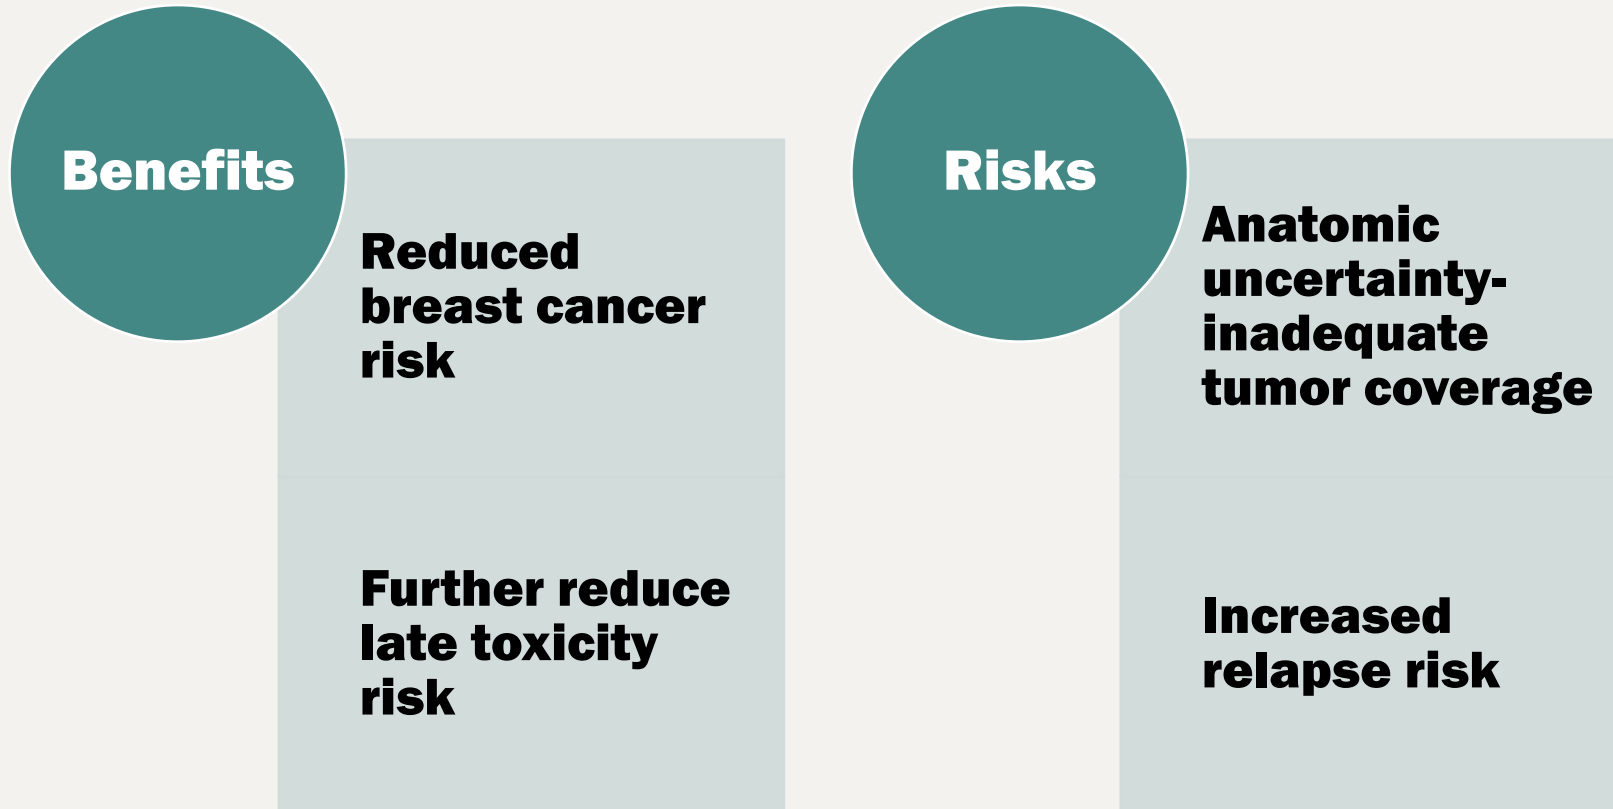 Benefits
Reduced
breast cancer
risk
Further reduce
late toxicity
risk
Risks
Anatomic
uncertainty-
inadequate
tumor coverage
Increased
relapse risk